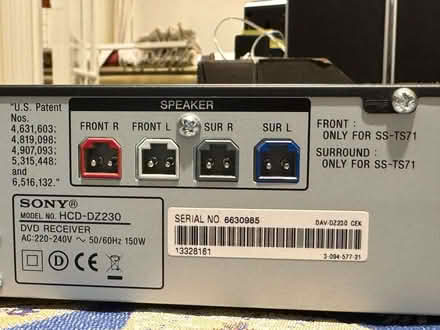 SPEAKER
"U.S. Patent
Nos.
4,631,603;
4,819,098;
4,907,093;
5,315,448;
and
6,516,132."
FRONT R
FRONT L
SUR R
SUR L
FRONT :
ONLY FOR SS-TS71
SURROUND :
ONLY FOR SS-TS71
SONY®
MODEL NO. HCD-DZ230
DVD RECEIVER
AC:220-240V ~ 50/60Hz 150W
D
CE
SERIAL NO. 6630985
DAV-DZ230 CEK
13328161
3-094-577-31